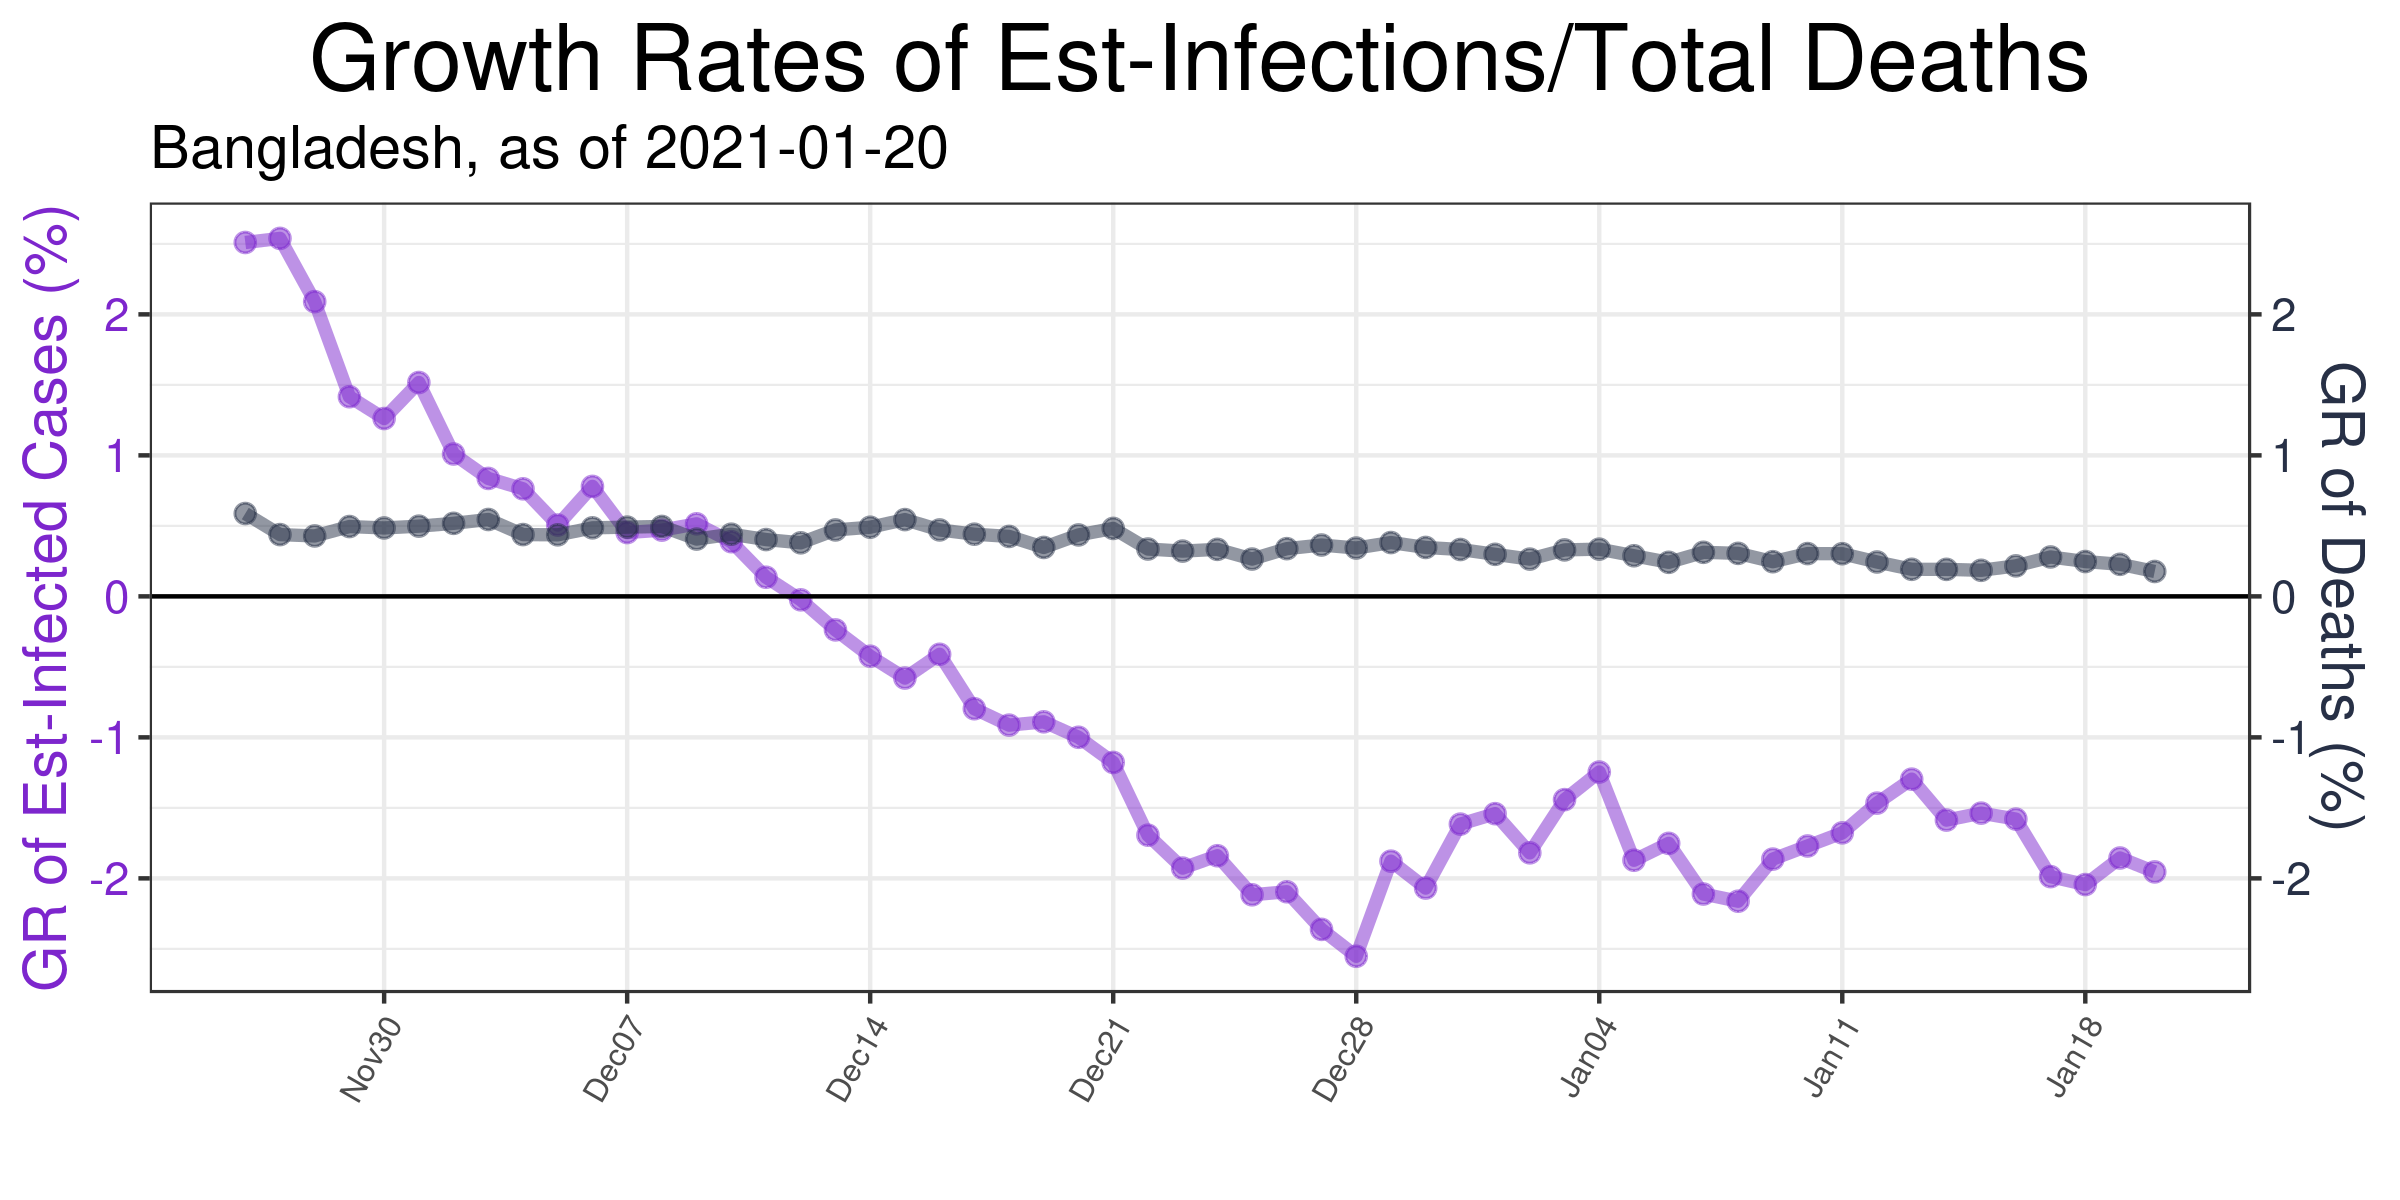 Growth Rates of Est-Infections/Total Deaths
Bangladesh, as of 2021-01-20
GR of Est-Infected Cases (%)
2
1
0
-1
-2
2
1
0
-1
-2
GR of Deaths (%)
Nov30
Dec07
Dec14
Dec21
Dec28
Jan04
Jan11
Jan18